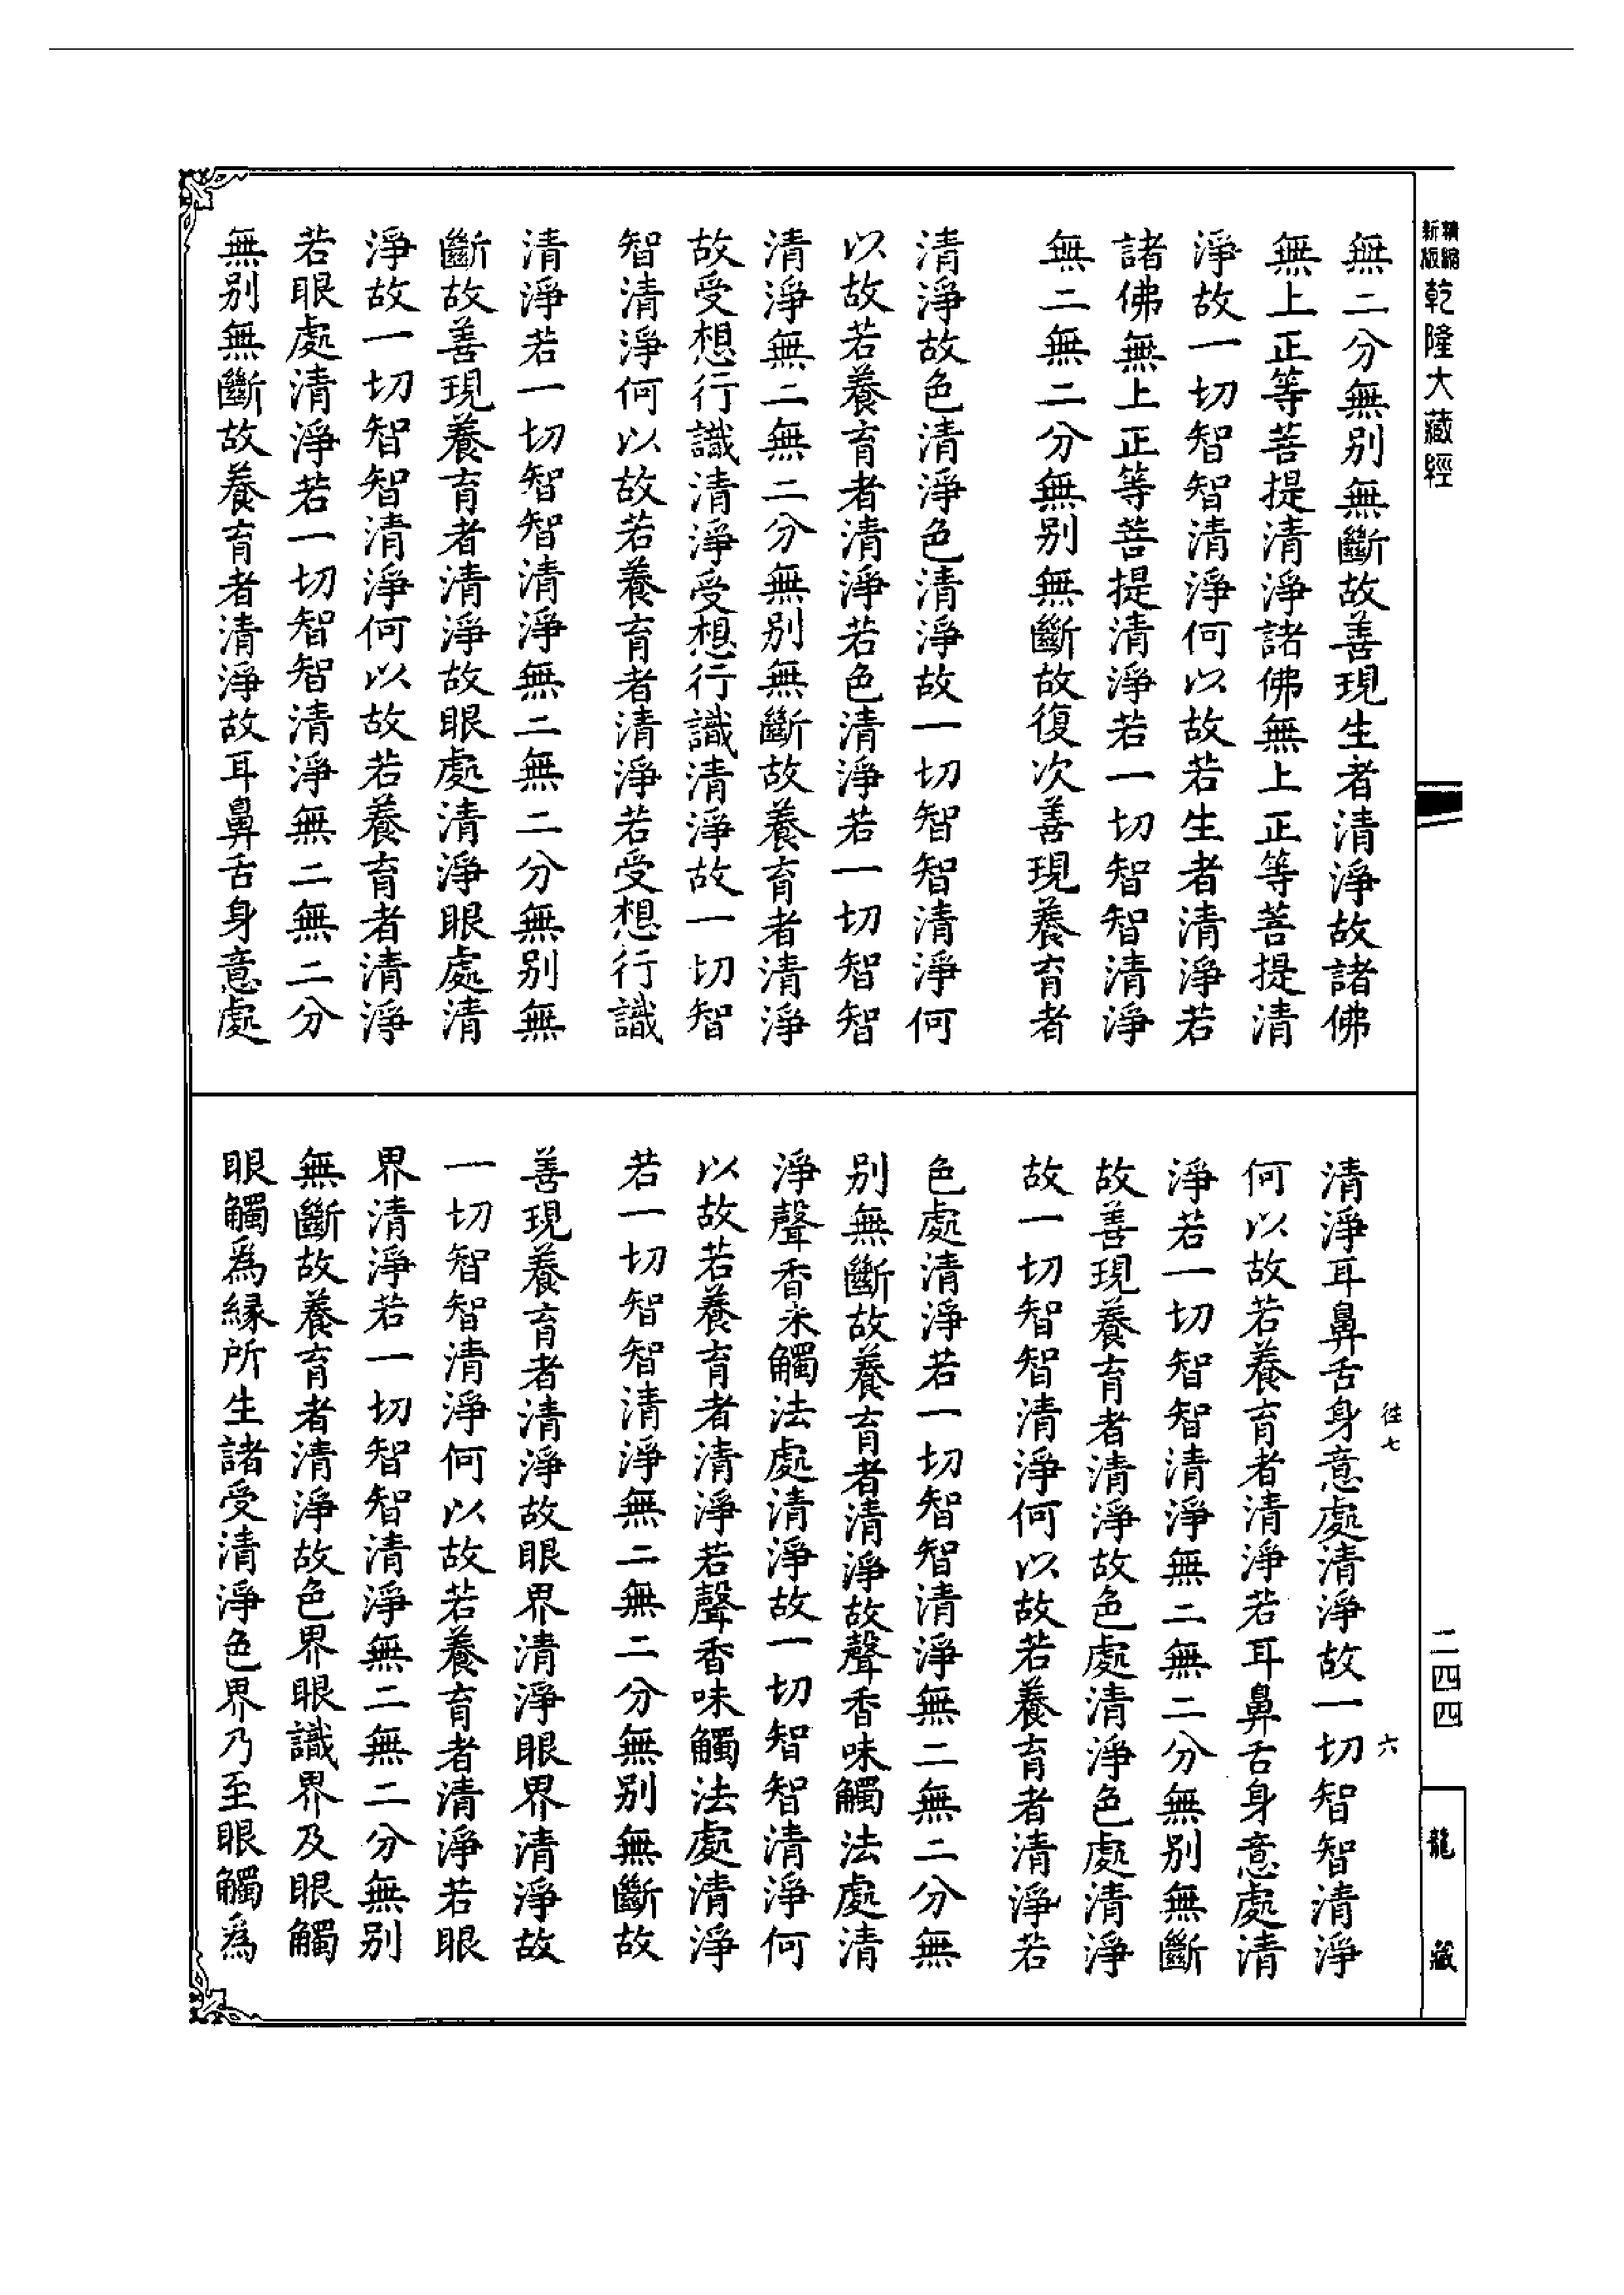 新版精縮乾隆大藏經
無二分無別無斷故善現生者清淨故諸佛
無上正等菩提清淨諸佛無上正等菩提清
淨故一切智智清淨何以故若生者清淨若
諸佛無上正等菩提清淨若一切智智清淨
無二無二分無別無斷故復次善現養育者
清淨故色清淨色清淨故一切智智清淨何
以故若養育者清淨若色清淨若一切智智
清淨無二無二分無別無斷故養育者清淨
故受想行識清淨受想行識清淨故一切智
智清淨何以故若養育者清淨若受想行識
清淨若一切智智清淨無二無二分無別無
斷故善現養育者清淨故眼處清淨眼處清
淨故一切智智清淨何以故若養育者清淨
若眼處清淨若一切智智清淨無二無二分
無別無斷故養育者清淨故耳鼻舌身意處
二四四
龍藏
往七 六
清淨耳鼻舌身意處清淨故一切智智清淨
何以故若養育者清淨若耳鼻舌身意處清
淨若一切智智清淨無二無二分無別無斷
故善現養育者清淨故色處清淨色處清淨
故一切智智清淨何以故若養育者清淨若
色處清淨若一切智智清淨無二無二分無
別無斷故養育者清淨故聲香味觸法處清
淨聲香味觸法處清淨故一切智智清淨何
以故若養育者清淨若聲香味觸法處清淨
若一切智智清淨無二無二分無別無斷故
善現養育者清淨故眼界清淨眼界清淨故
一切智智清淨何以故若養育者清淨若眼
界清淨若一切智智清淨無二無二分無別
無斷故養育者清淨故色界眼識界及眼觸
眼觸為緣所生諸受清淨色界乃至眼觸為